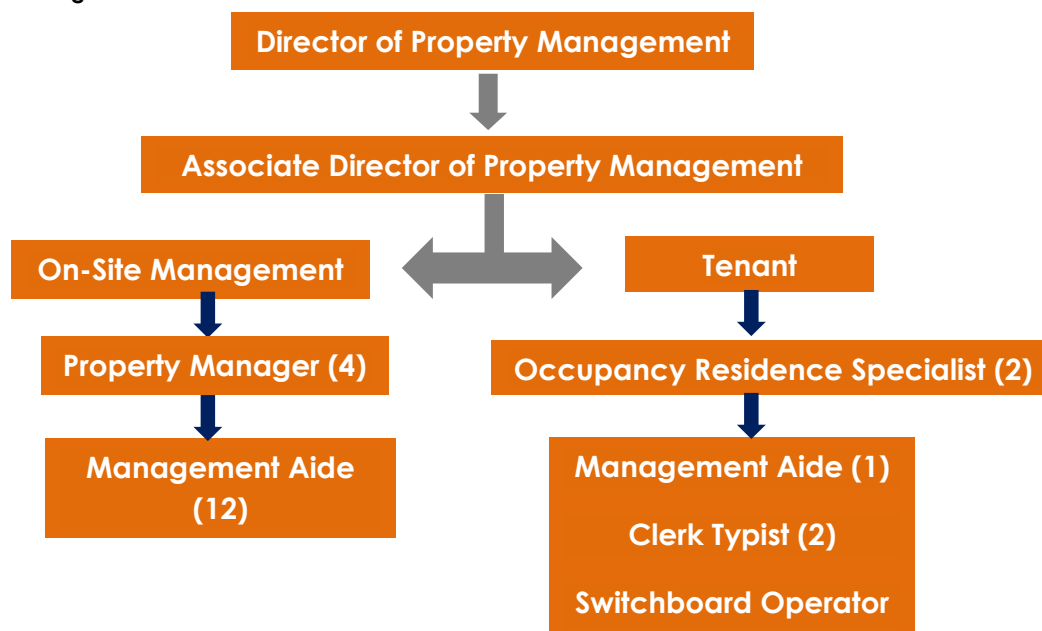 Director of Property Management
Associate Director of Property Management
On-Site Management
Tenant
Property Manager (4)
Occupancy Residence Specialist (2)
Management Aide
(12)
Management Aide (1)
Clerk Typist (2)
Switchboard Operator